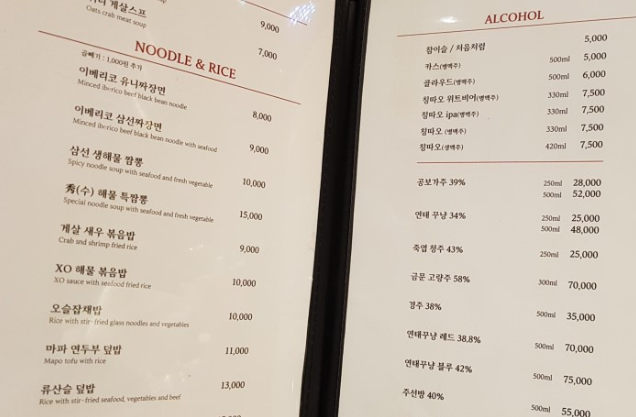 게살스프
Oats crab meat soup
9,000
7,000
NOODLE & RICE
곱빼기 : 1,000원 추가
이베리코 유니짜장면
Minced iberico beef black bean noodle
8,000
이베리코 삼선짜장면
Minced iberico beef black bean noodle with seafood
9,000
삼선 생해물 짬뽕
Spicy noodle soup with seafood and fresh vegetable
10,000
秀(수) 해물 특짬뽕
Special noodle soup with seafood and fresh vegetable
15,000
게살 새우 볶음밥
Crab snd shrimp fried rice
9,000
XO 해물 볶음밥
XO sauce with seafood fried rice
10,000
오슬잡채밥
Rice with stir-fried glass noodles and vegetables
10,000
마파 연두부 덮밥
Mapo tofu with rice
11,000
류산슬 덮밥
Rice with stir-fried seafood, vegetables and beef
13,000
ALCOHOL
참이슬 / 처음처럼 5,000
카스(병맥주) 500ml 5,000
클라우드(병맥주) 500ml 6,000
칭따오 위트비어(병맥주) 330ml 7,500
칭따오 ipa(병맥주) 330ml 7,500
칭따오 (병맥주) 330ml 7,500
칭따오(병맥주) 420ml 7,500
공보가주 39% 250ml 28,000
500ml 52,000
연태 꾸냥 34% 250ml 25,000
500ml 48,000
죽엽 청주 43% 250ml 25,000
금문 고량주 58% 300ml 70,000
경주 38% 500ml 35,000
연태꾸냥 레드 38.8% 500ml 70,000
연태꾸냥 블루 42% 500ml 75,000
주선방 40% 500ml 55,000